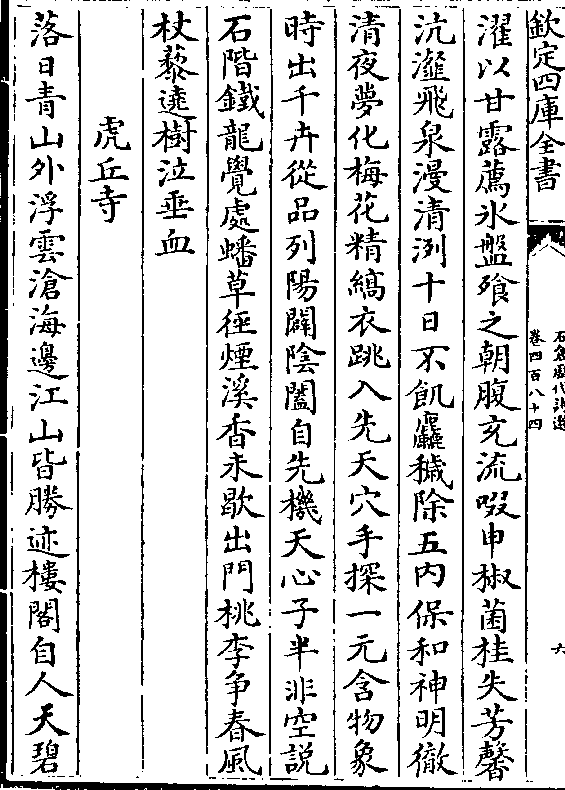 欽定四庫全書
石倉歷代詩選
卷四百八十四
六
濯以甘露薦氷盤飱之朝腹充流啜申椒菌桂失芳馨
沆瀣飛泉漫清冽十日不飢麤穢除五内保和神明徹
清夜夢化梅花精縞衣跳入先天穴手探一元含物象
時出千卉從品列陽闢陰闔自先機天心子半非空説
石階鐵龍覺處蟠草徑煙溪香未歇出門桃李争春風
杖藜遶樹泣垂血
虎丘寺
落日青山外浮雲滄海邊江山皆勝迹樓閣自人天碧